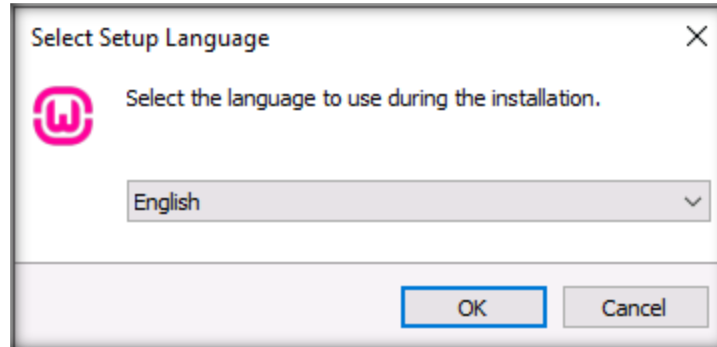 Select Setup Language
Select the language to use during the installation.
English
OK
Cancel